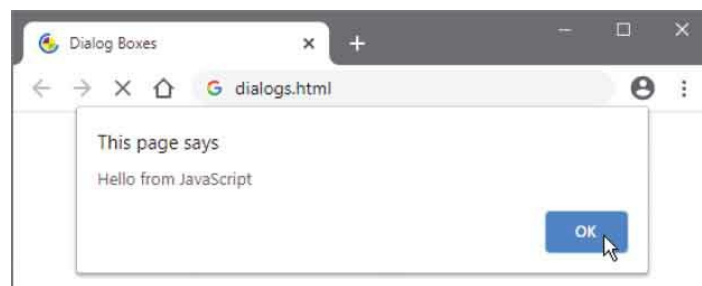 Dialog Boxes
dialogs.html
This page says
Hello from JavaScript
OK